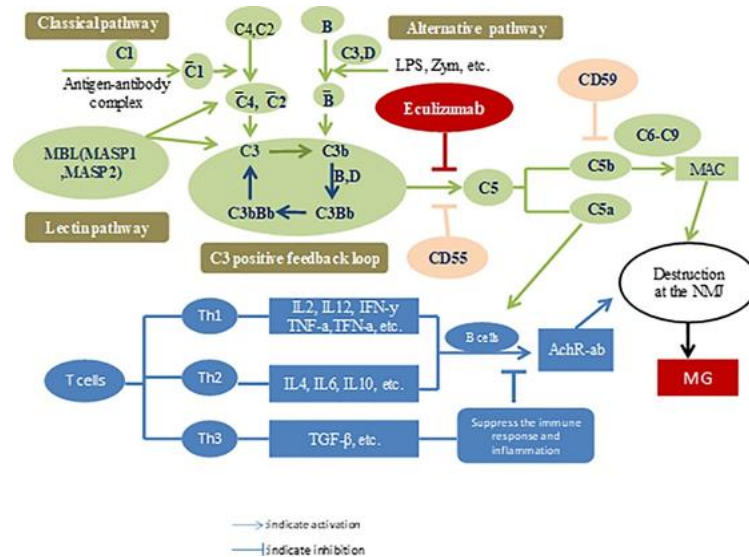 Classical pathway
C4,C2
B
Alternative pathway
C1
C3,D
Antigen-antibody
complex
C̅1
LPS, Zym, etc.
C̅4, C̅2
B̅
Eculizumab
CD59
MBL(MASP1
,MASP2)
C3
C3b
B,D
C3bBb
C3Bb
C5
C5b
C5a
C6-C9
MAC
Lectin pathway
C3 positive feedback loop
CD55
Destruction
at the NMJ
MG
T cells
Th1
IL2, IL12, IFN-y
TNF-a,TFN-a, etc.
B cells
AchR-ab
Th2
IL4, IL6, IL10, etc.
Th3
TGF-β, etc.
Suppress the immune
response and
inflammation
:indicate activation
:indicate inhibition